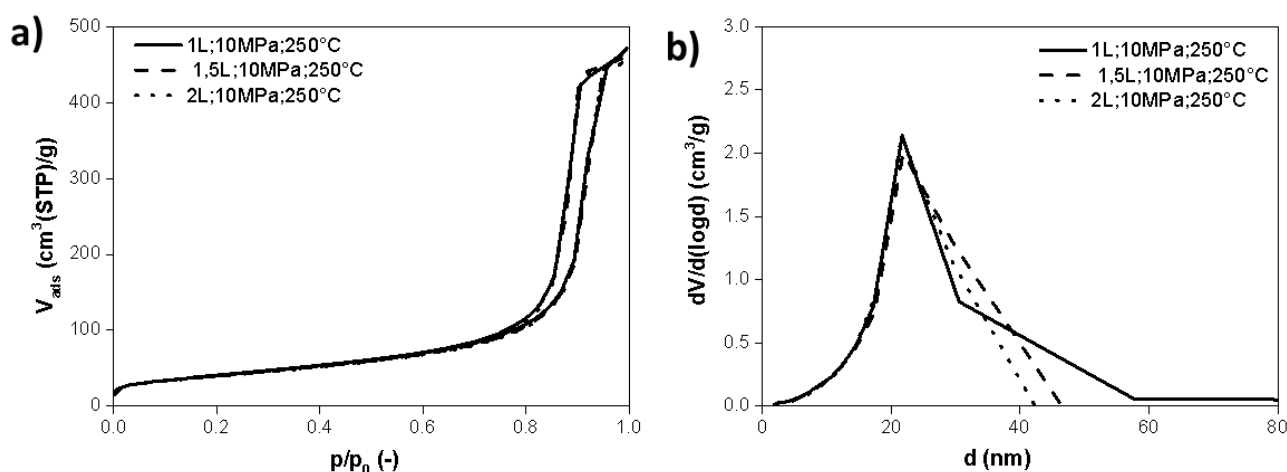 a)
1L;10MPa;250°C
1,5L;10MPa;250°C
2L;10MPa;250°C
500
400
300
200
100
0
V_ads (cm³(STP)/g)
0.0 0.2 0.4 0.6 0.8 1.0
p/p₀ (-)
b)
1L;10MPa;250°C
1,5L;10MPa;250°C
2L;10MPa;250°C
3.0
2.5
2.0
1.5
1.0
0.5
0.0
dV/d(logd) (cm³/g)
0 20 40 60 80
d (nm)